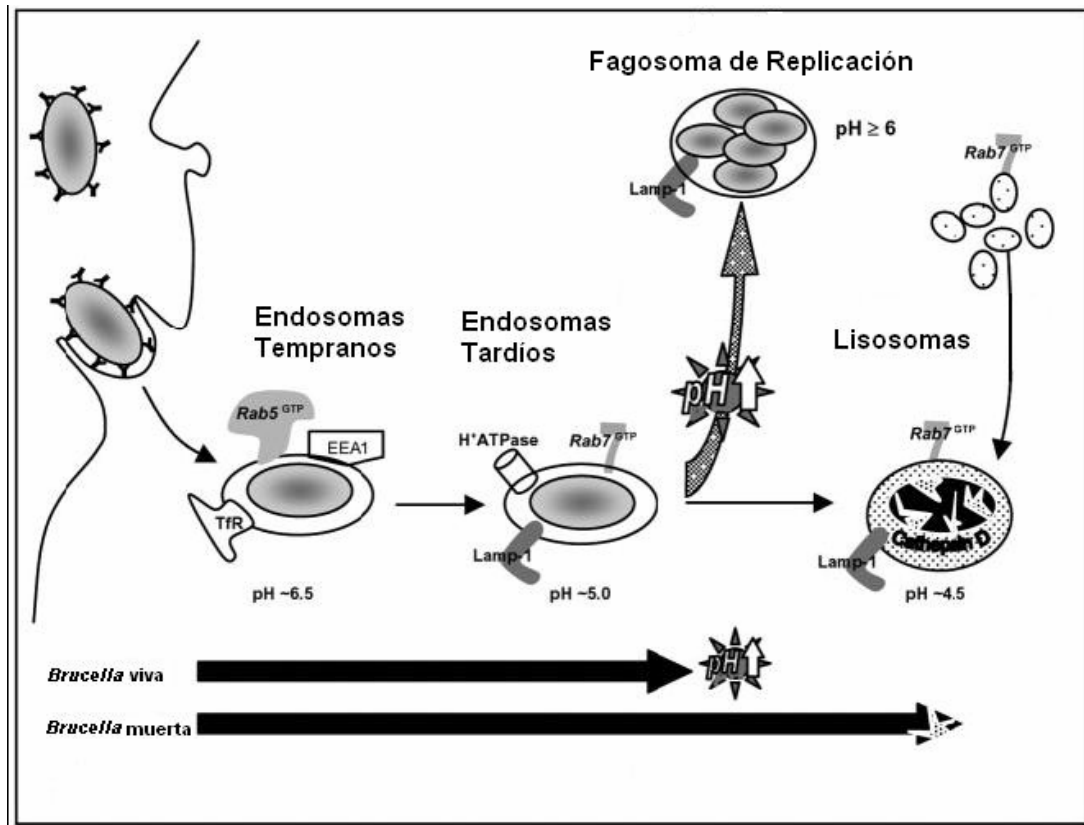 Fagosoma de Replicación
pH ≥ 6
Rab7 GTP
Lamp-1
Endosomas
Tempranos
Endosomas
Tardíos
Lisosomas
pH
Rab5 GTP
EEA1
TfR
H⁺ATPase
Rab7 GTP
Lamp-1
Rab7 GTP
Cathepsin D
Lamp-1
pH ~6.5
pH ~5.0
pH ~4.5
Brucella viva
pH
Brucella muerta